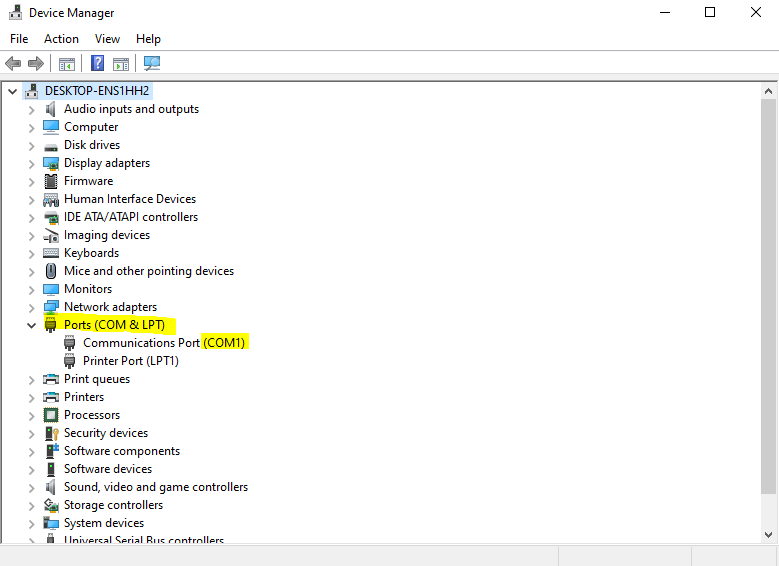 Device Manager
File Action View Help
DESKTOP-ENS1HH2
Audio inputs and outputs
Computer
Disk drives
Display adapters
Firmware
Human Interface Devices
IDE ATA/ATAPI controllers
Imaging devices
Keyboards
Mice and other pointing devices
Monitors
Network adapters
Ports (COM & LPT)
Communications Port (COM1)
Printer Port (LPT1)
Print queues
Printers
Processors
Security devices
Software components
Software devices
Sound, video and game controllers
Storage controllers
System devices
Universal Serial Bus controllers